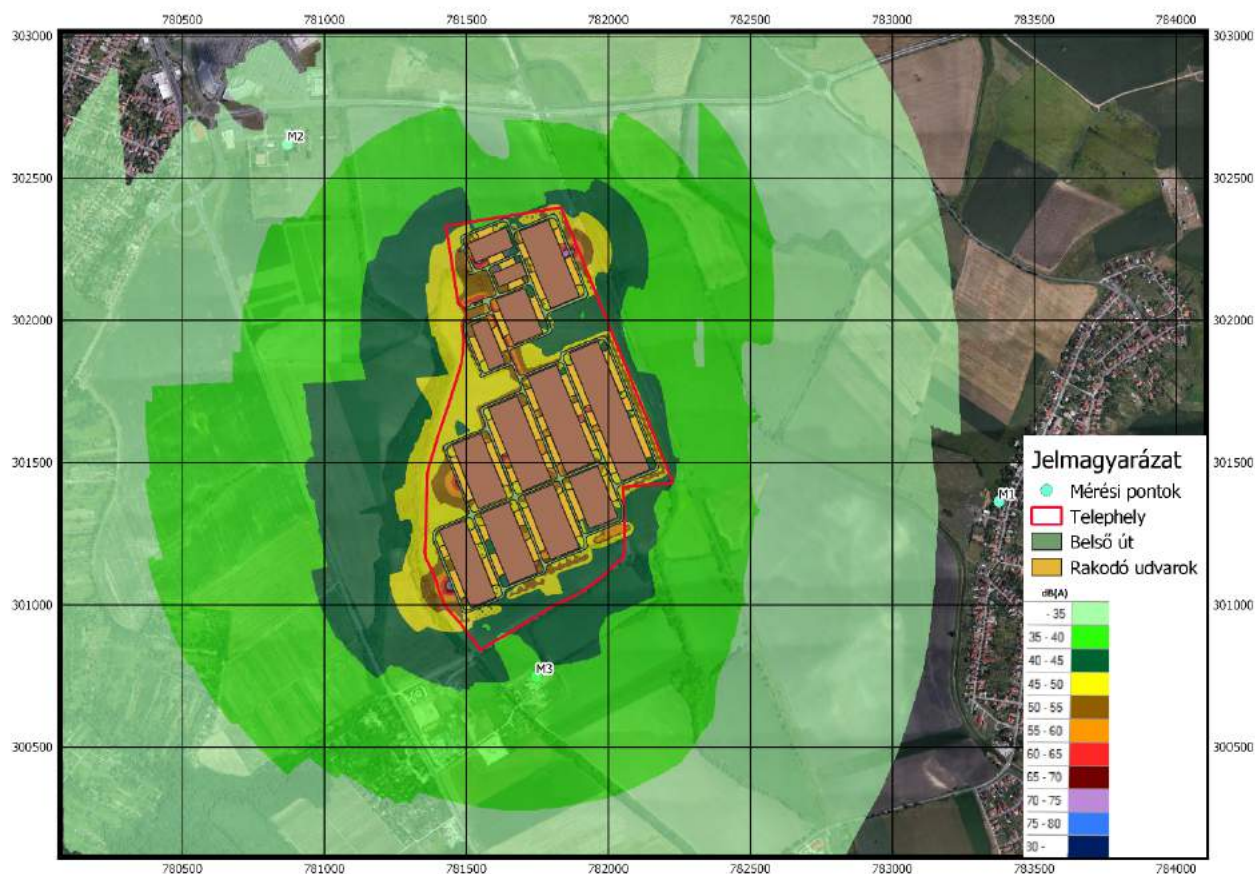 780500 781000 781500 782000 782500 783000 783500 784000
303000 303000
M2
302500 302500
302000 302000
301500 301500
Jelmagyarázat
M1
Mérési pontok
Telephely
Belső út
Rakodó udvarok
301000 301000
dB(A)
- 35
35 - 40
40 - 45
45 - 50
50 - 55
55 - 60
60 - 65
65 - 70
70 - 75
75 - 80
80 -
M3
300500 300500
780500 781000 781500 782000 782500 783000 783500 784000